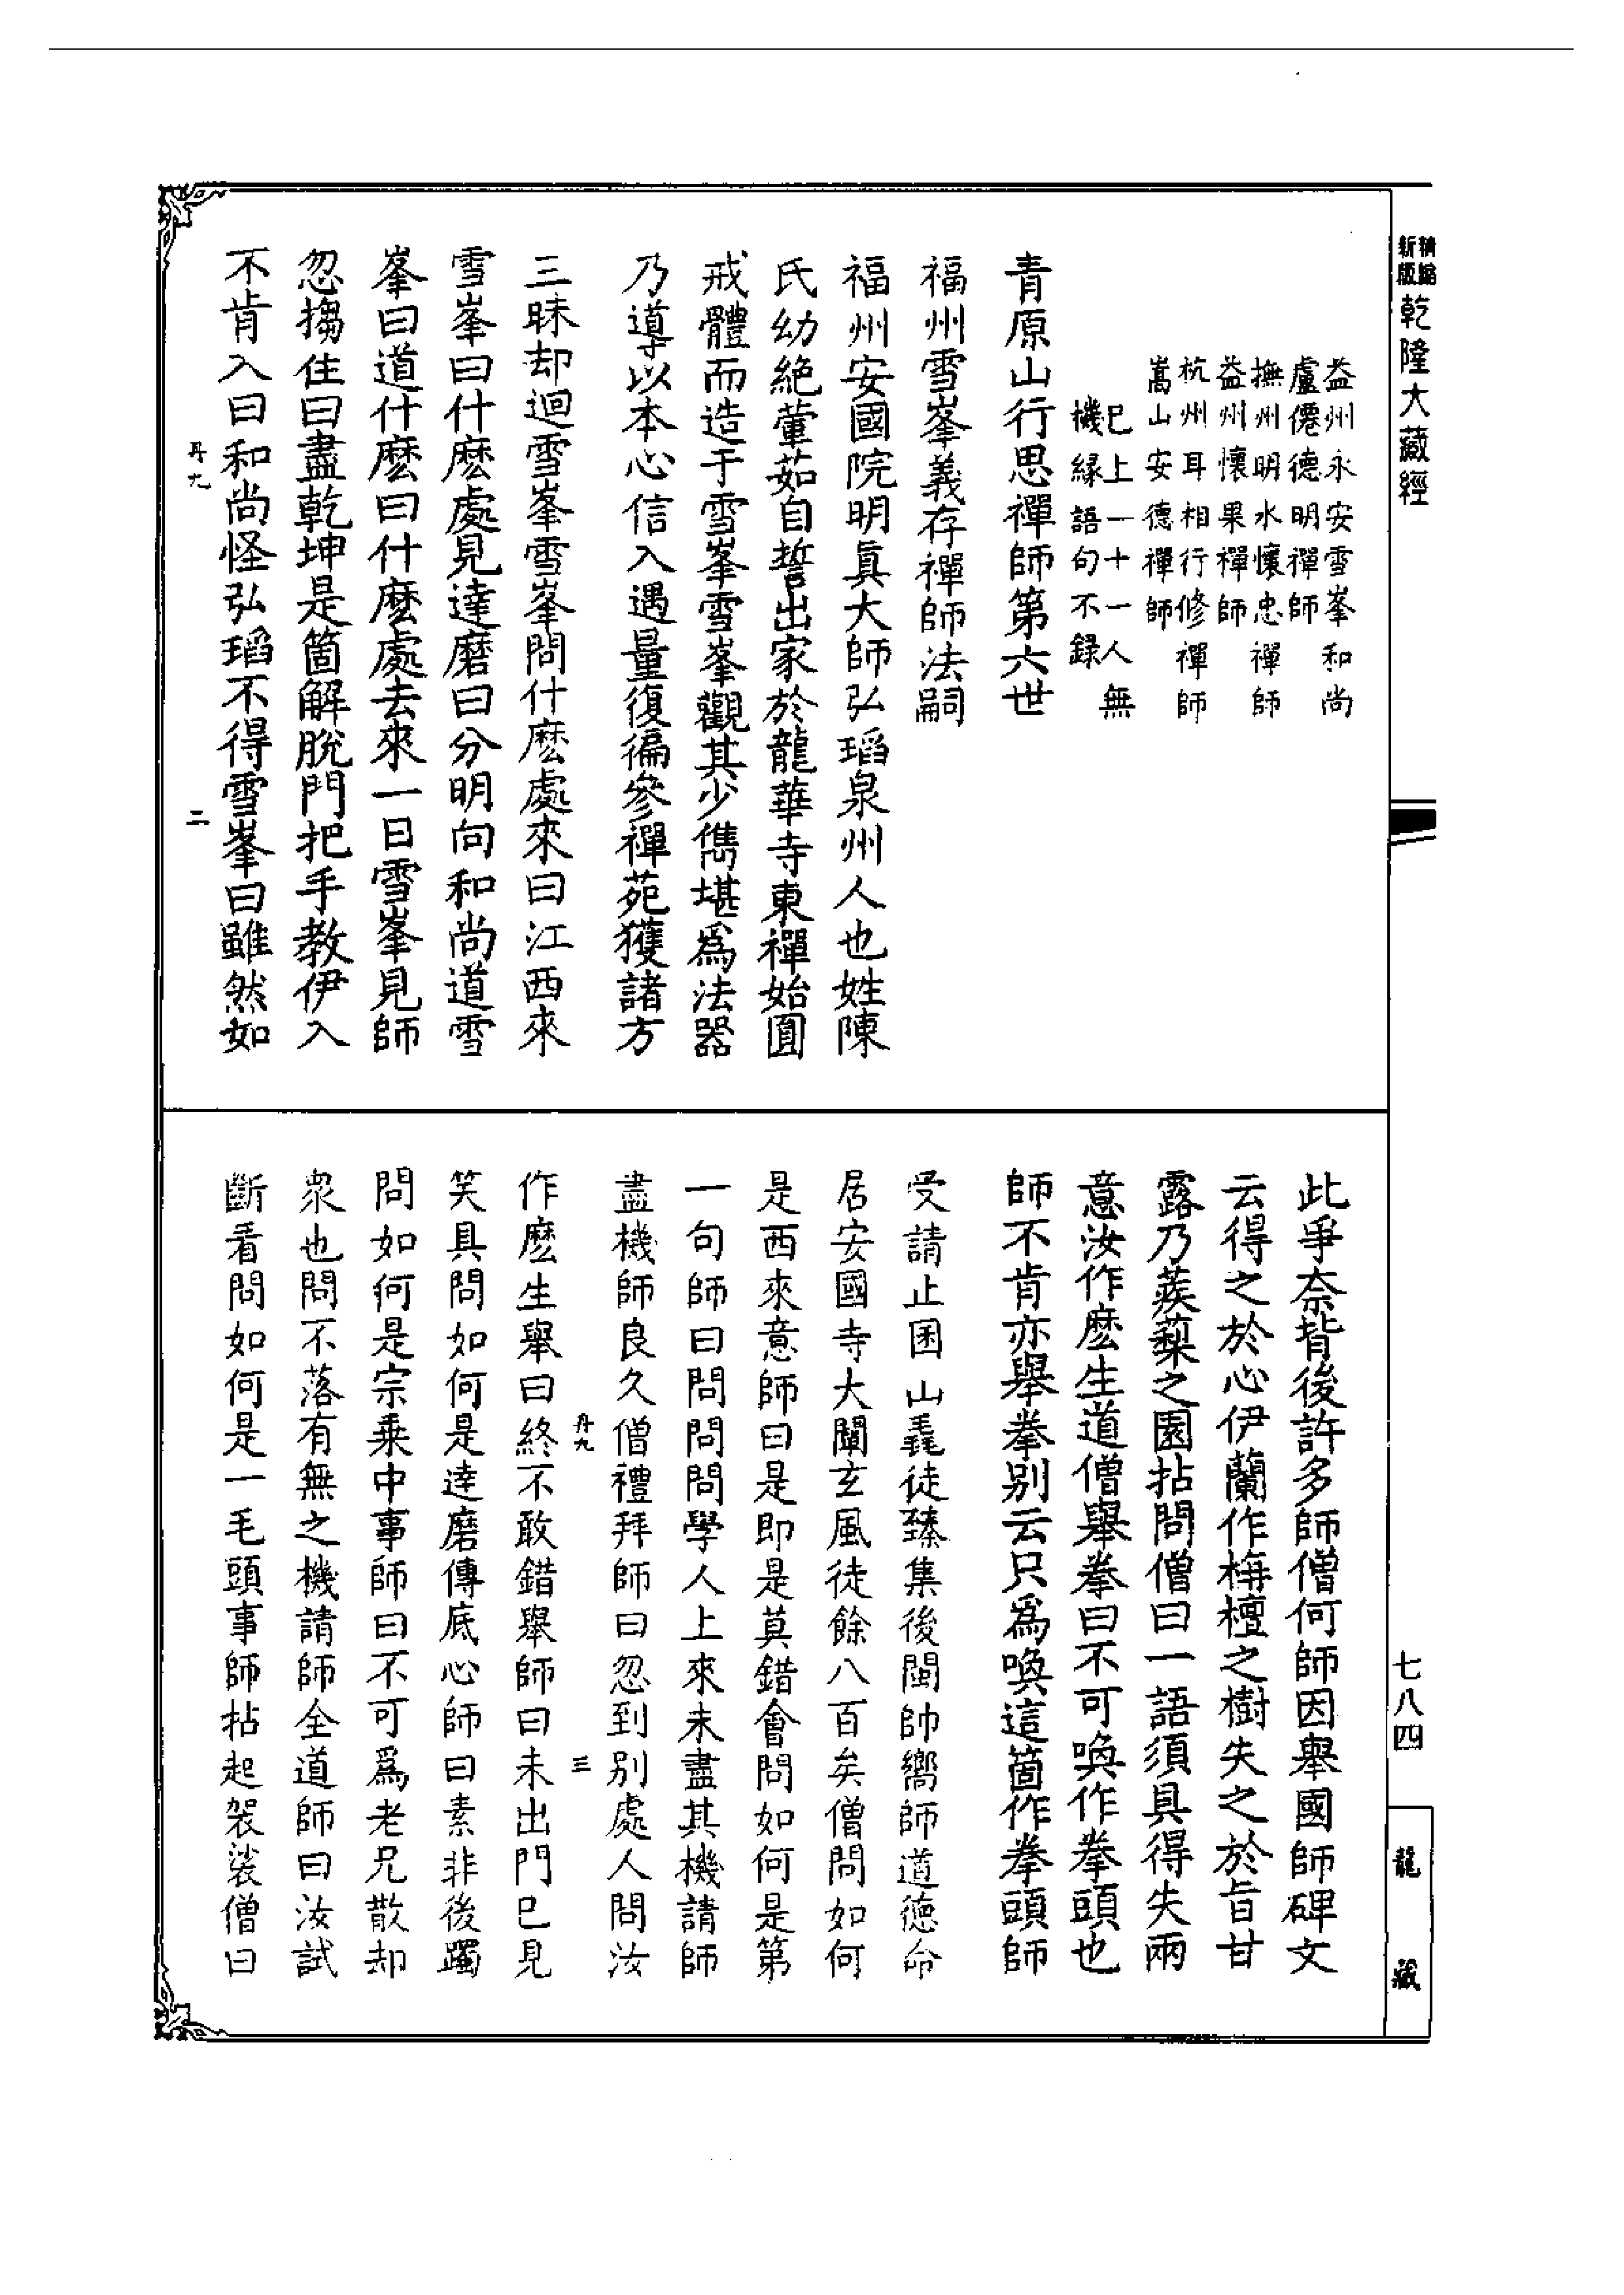 精縮
新版
乾隆大藏經
益州永安雪峯和尚
盧僊德明禪師
撫州明水懷忠禪師
益州懷果禪師
杭州耳相行修禪師
嵩山安德禪師
已上一十一人無
機緣語句不録
青原山行思禪師第六世
福州雪峯義存禪師法嗣
福州安國院明真大師弘瑫泉州人也姓陳
氏幼絶葷茹自誓出家於龍華寺東禪始圓
戒體而造于雪峯雪峯觀其少儁堪爲法器
乃導以本心信入過量復徧參禪苑獲諸方
三昧却迴雪峯雪峯問什麽處來曰江西來
雪峯曰什麽處見達磨曰分明向和尚道雪
峯曰道什麽曰什麽處去來一日雪峯見師
忽搊住曰盡乾坤是箇解脫門把手教伊入
不肯入曰和尚怪弘瑫不得雪峯曰雖然如
丹九
二
此爭奈背後許多師僧何師因舉國師碑文
云得之於心伊蘭作栴檀之樹失之於旨甘
露乃蒺蔾之園拈問僧曰一語須具得失兩
意汝作麽生道僧舉拳曰不可喚作拳頭也
師不肯亦舉拳别云只爲喚這箇作拳頭師
受請止囷山毳徒臻集後閩帥嚮師道德命
居安國寺大闡玄風徒餘八百矣僧問如何
是西來意師曰是即是莫錯會問如何是第
一句師曰問問問學人上來未盡其機請師
盡機師良久僧禮拜師曰忽到别處人問汝
丹九
三
作麽生舉曰終不敢錯舉師曰未出門已見
笑具問如何是達磨傳底心師曰素非後躅
問如何是宗乗中事師曰不可爲老兄散却
衆也問不落有無之機請師全道師曰汝試
斷看問如何是一毛頭事師拈起袈裟僧曰
七八四
龍藏